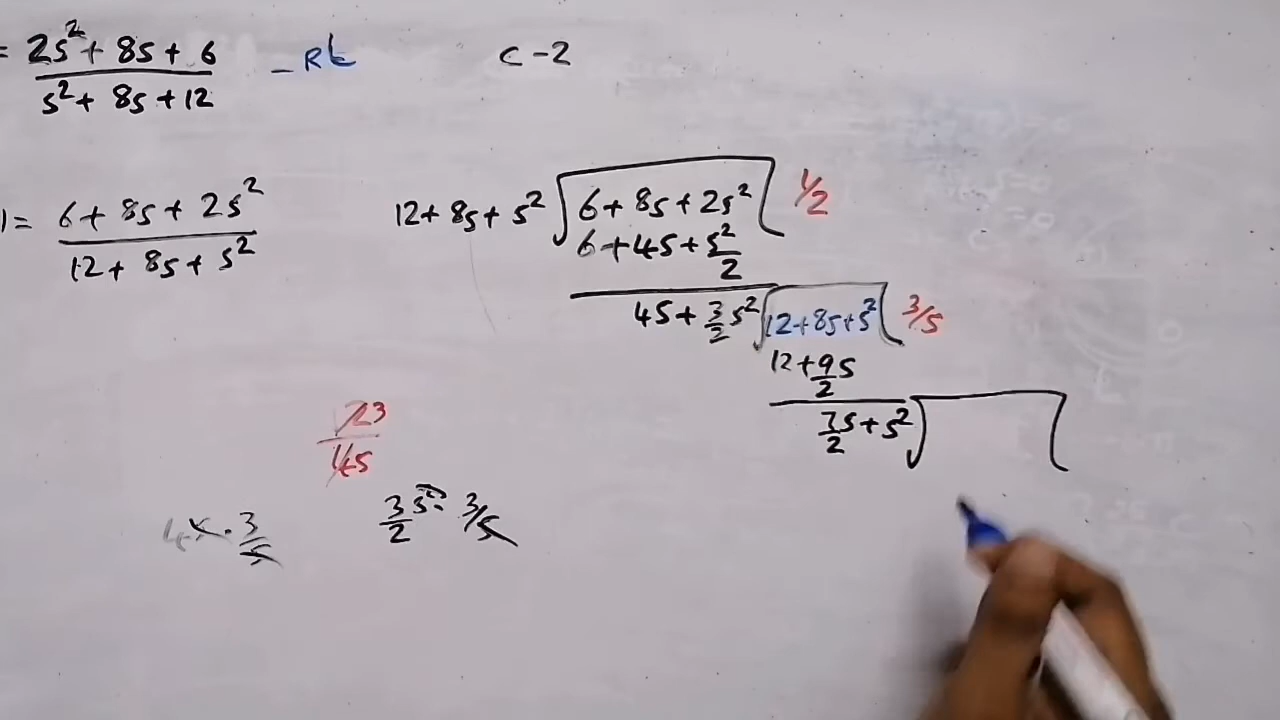 = 2s² + 8s + 6 / s² + 8s + 12 - RL C - 2
1 = 6 + 8s + 2s² / 12 + 8s + s²
12 + 8s + s² √ 6 + 8s + 2s² 1/2
6 + 4s + s²/2
4s + 3/2 s² √ 12 + 8s + s² 3/s
12 + 9/2 s
7/2 s + s²
12 3 / 4s
4s . 3/s 3/2 s² . 3/s